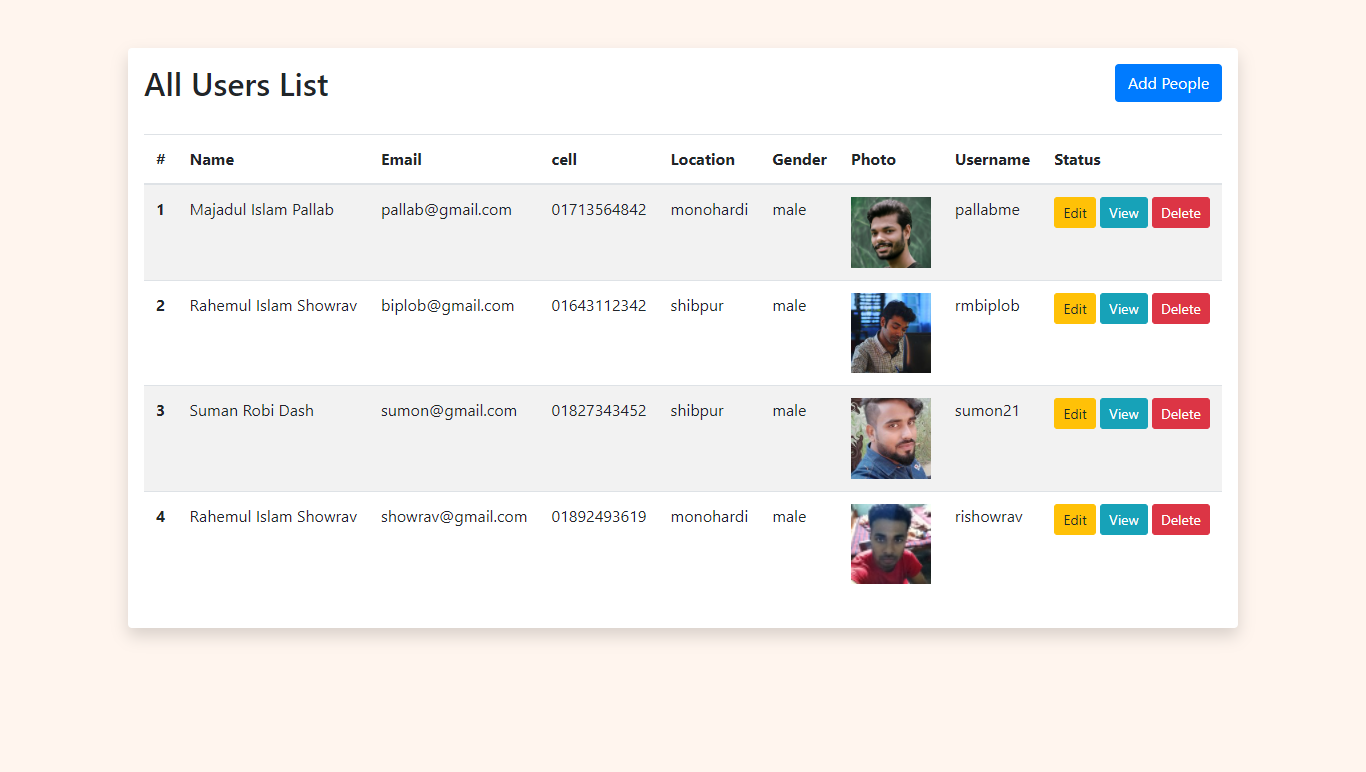 All Users List
Add People
# Name Email cell Location Gender Photo Username Status
1 Majadul Islam Pallab pallab@gmail.com 01713564842 monohardi male pallabme Edit View Delete
2 Rahemul Islam Showrav biplob@gmail.com 01643112342 shibpur male rmbiplob Edit View Delete
3 Suman Robi Dash sumon@gmail.com 01827343452 shibpur male sumon21 Edit View Delete
4 Rahemul Islam Showrav showrav@gmail.com 01892493619 monohardi male rishowrav Edit View Delete